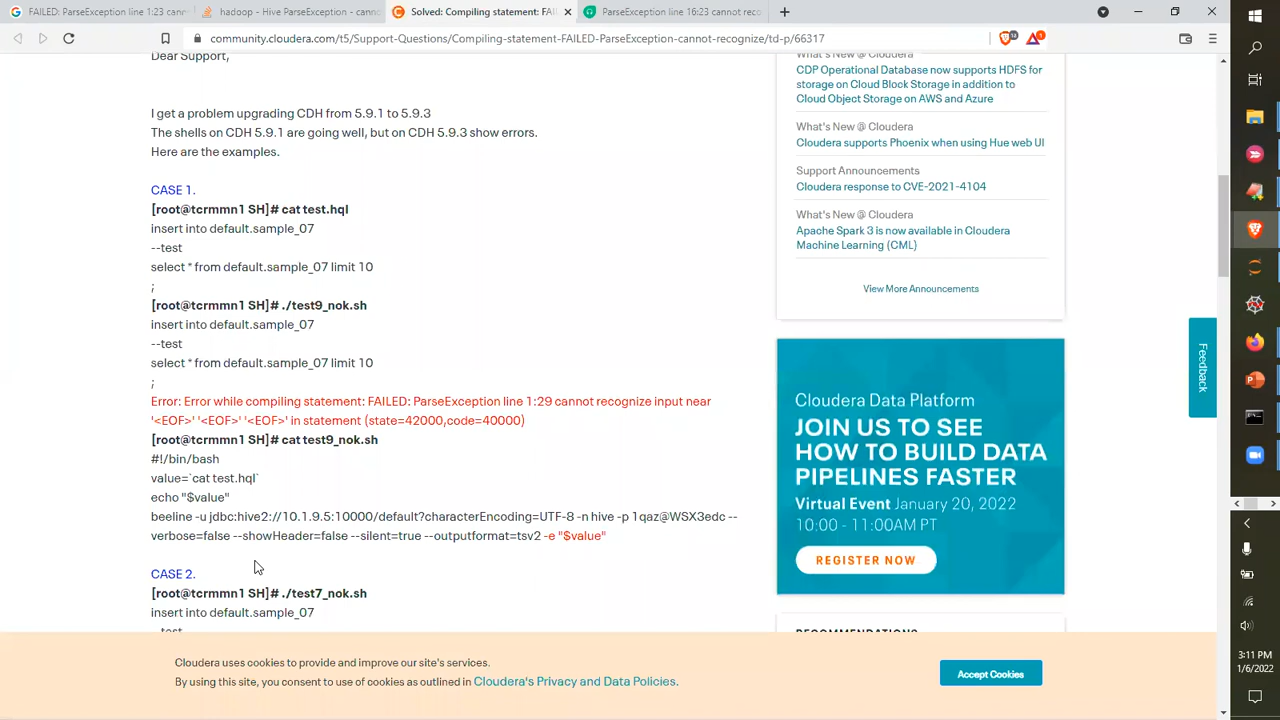 FAILED: ParseException line 1:23 cann
hadoop - Hive ParseException - cannot
Solved: Compiling statement: FAI
ParseException line 16:23 cannot reco
community.cloudera.com/t5/Support-Questions/Compiling-statement-FAILED-ParseException-cannot-recognize/td-p/66317
Dear Support,
I get a problem upgrading CDH from 5.9.1 to 5.9.3
The shells on CDH 5.9.1 are going well, but on CDH 5.9.3 show errors.
Here are the examples.
CASE 1.
[root@tcrmmn1 SH]# cat test.hql
insert into default.sample_07
--test
select * from default.sample_07 limit 10
;
[root@tcrmmn1 SH]# ./test9_nok.sh
insert into default.sample_07
--test
select * from default.sample_07 limit 10
;
Error: Error while compiling statement: FAILED: ParseException line 1:29 cannot recognize input near
'<EOF>' '<EOF>' '<EOF>' in statement (state=42000,code=40000)
[root@tcrmmn1 SH]# cat test9_nok.sh
#!/bin/bash
value=`cat test.hql`
echo "$value"
beeline -u jdbc:hive2://10.1.9.5:10000/default?characterEncoding=UTF-8 -n hive -p 1qaz@WSX3edc --
verbose=false --showHeader=false --silent=true --outputformat=tsv2 -e "$value"
CASE 2.
[root@tcrmmn1 SH]# ./test7_nok.sh
insert into default.sample_07
--test
What's New @ Cloudera
CDP Operational Database now supports HDFS for
storage on Cloud Block Storage in addition to
Cloud Object Storage on AWS and Azure
What's New @ Cloudera
Cloudera supports Phoenix when using Hue web UI
Support Announcements
Cloudera response to CVE-2021-4104
What's New @ Cloudera
Apache Spark 3 is now available in Cloudera
Machine Learning (CML)
View More Announcements
Cloudera Data Platform
JOIN US TO SEE
HOW TO BUILD DATA
PIPELINES FASTER
Virtual Event January 20, 2022
10:00 - 11:00AM PT
REGISTER NOW
RECOMMENDATIONS
Feedback
Cloudera uses cookies to provide and improve our site's services.
By using this site, you consent to use of cookies as outlined in Cloudera's Privacy and Data Policies.
Accept Cookies
3:11 PM
1/6/2022